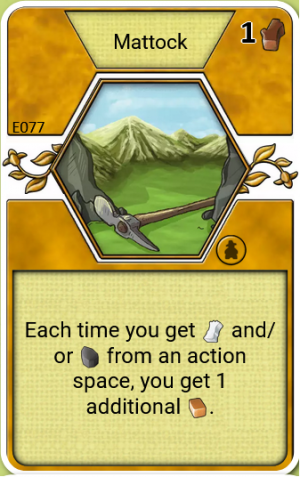 Mattock
1
E077
Each time you get and/
or from an action
space, you get 1
additional .